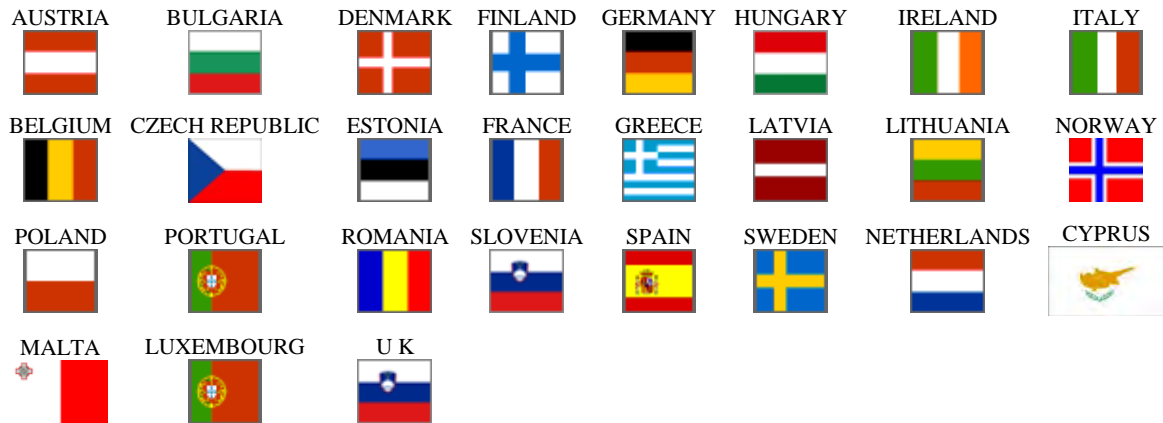 AUSTRIA BULGARIA DENMARK FINLAND GERMANY HUNGARY IRELAND ITALY
BELGIUM CZECH REPUBLIC ESTONIA FRANCE GREECE LATVIA LITHUANIA NORWAY
POLAND PORTUGAL ROMANIA SLOVENIA SPAIN SWEDEN NETHERLANDS CYPRUS
MALTA LUXEMBOURG U K